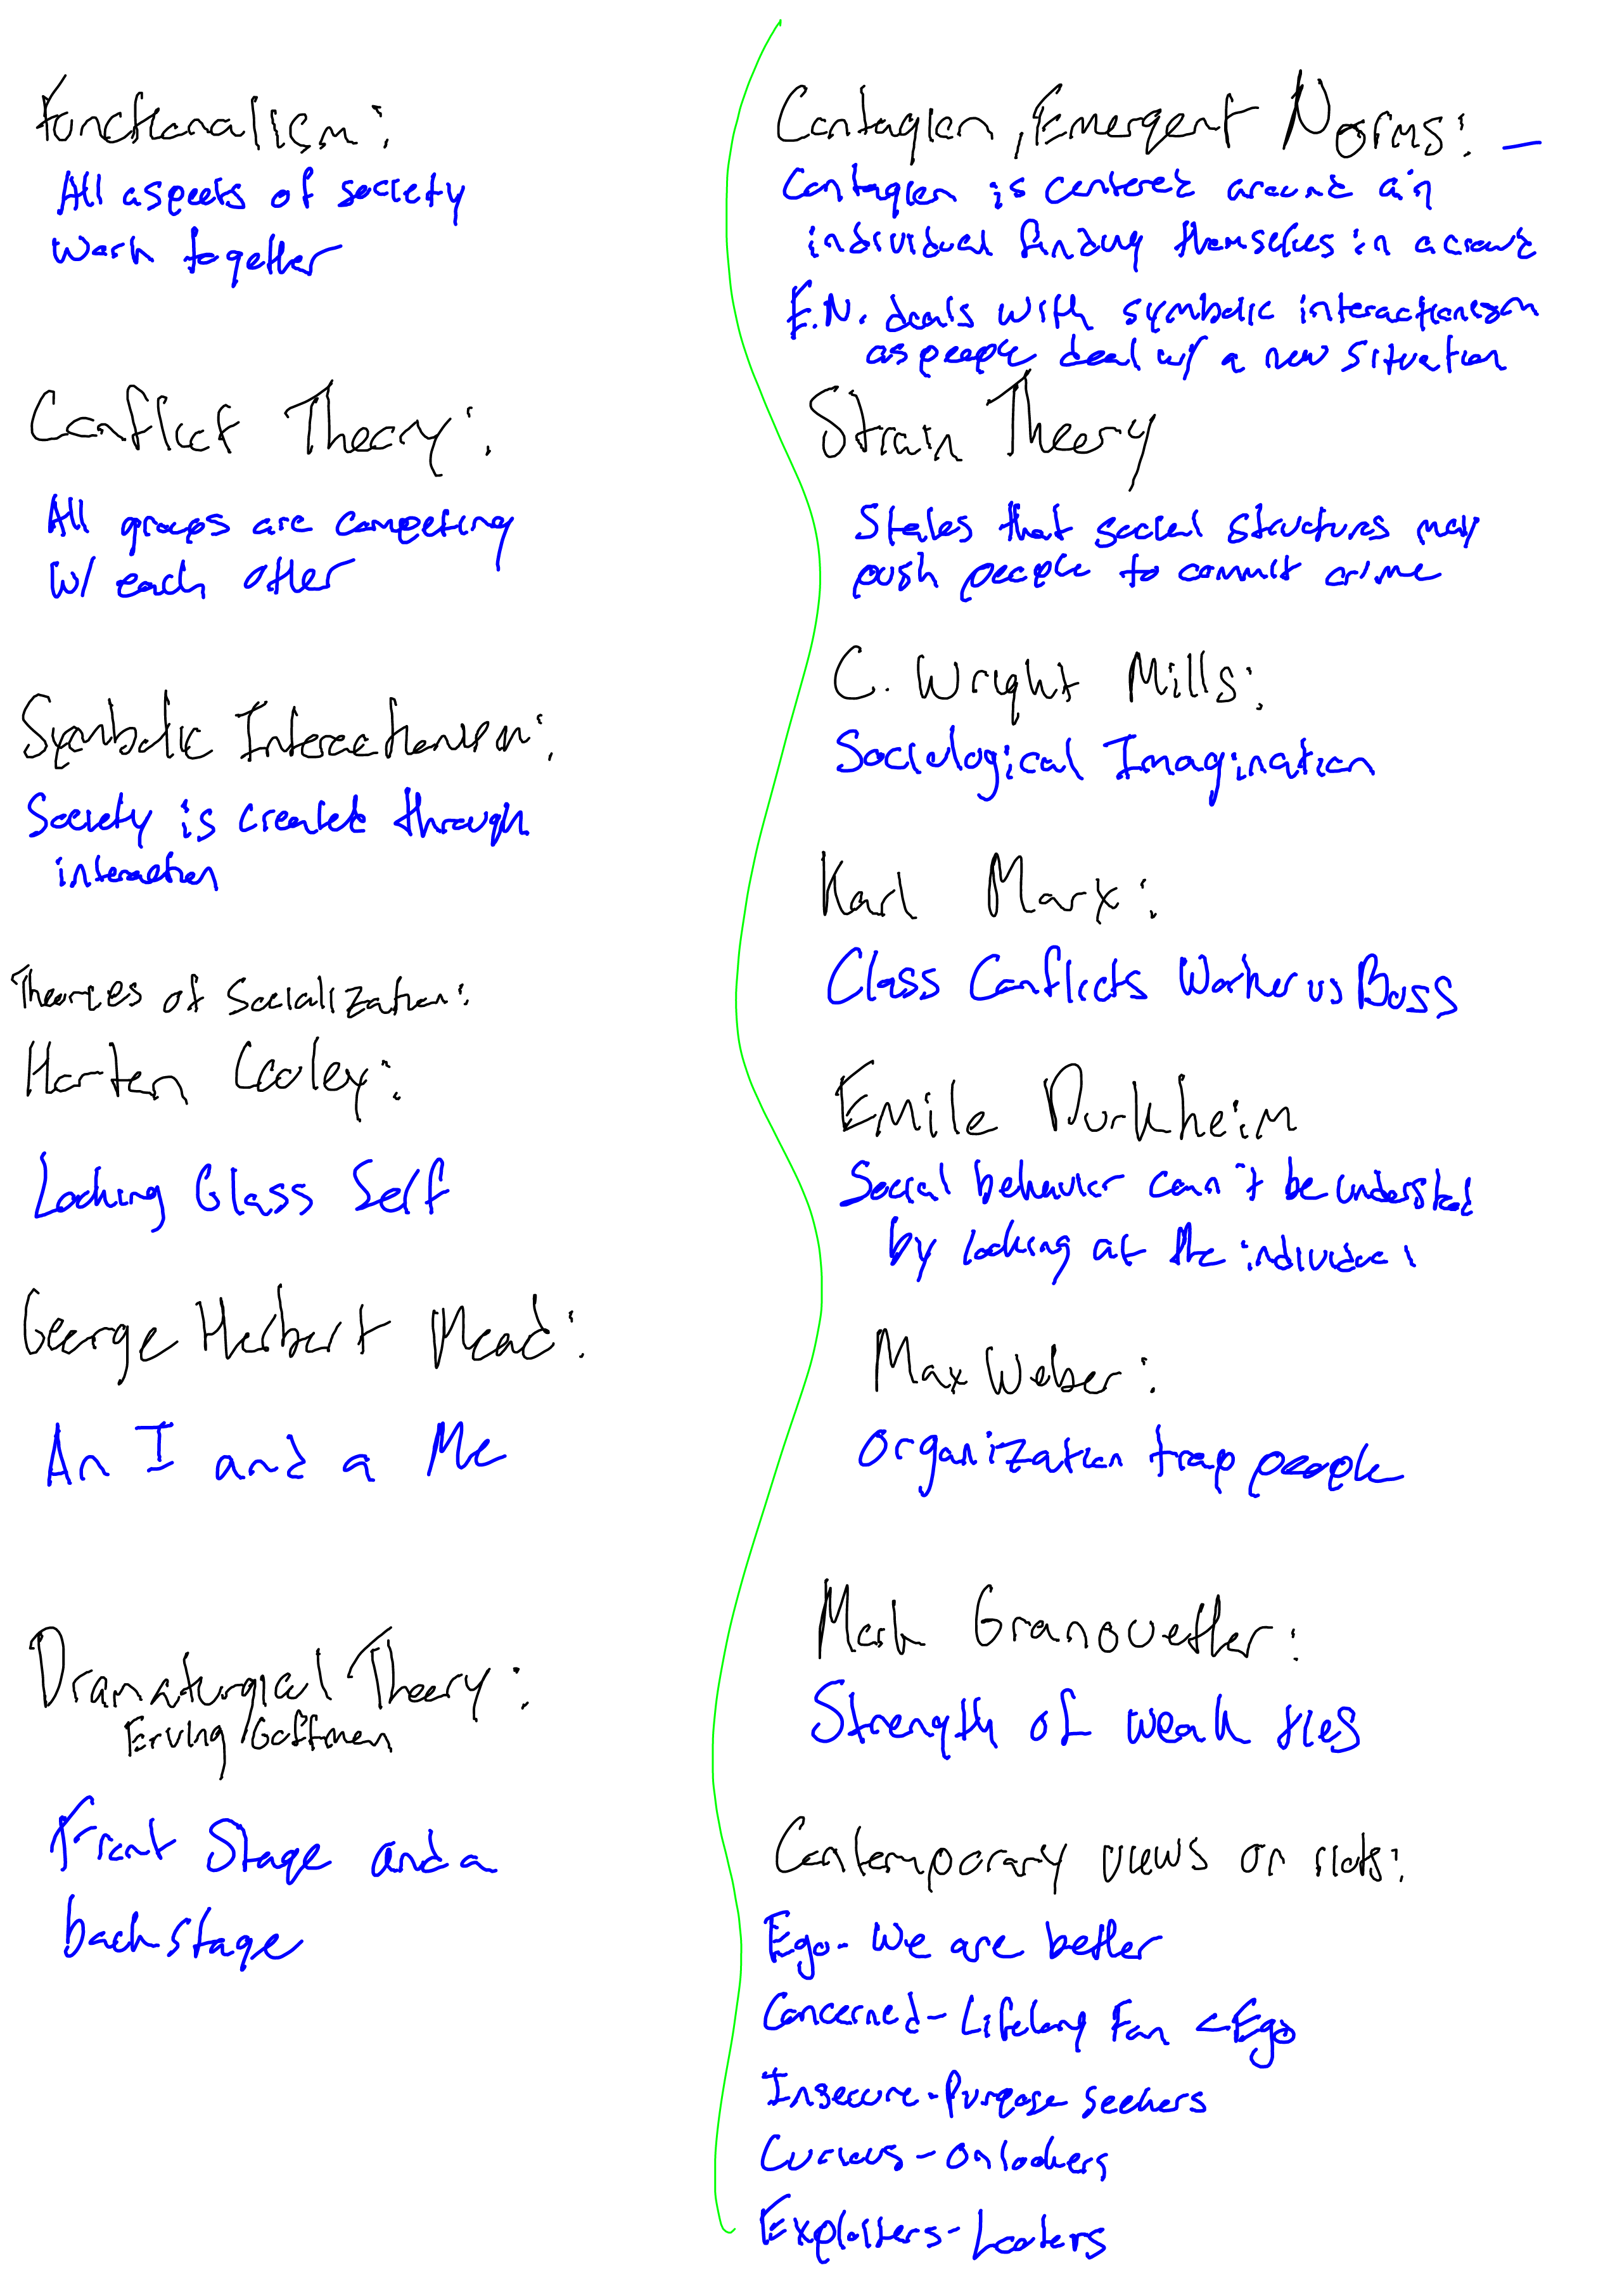 Functionalism:
All aspects of society
work together
Conflict Theory:
All groups are competing
w/ each other
Symbolic Interactionism:
Society is created through
interaction
Theories of Socialization:
Horten Cooley:
Looking Glass Self
George Herbert Mead:
An I and a Me
Dramaturgical Theory:
Erving Goffman
Front Stage and a
backstage
Contagion, Emergent Norms: —
Contagion is centered around an
individual finding themselves in a crowd
E.N. deals with symbolic interactionism
as people deal w/ a new situation
Strain Theory
States that social structures may
push people to commit crime
C. Wright Mills:
Sociological Imagination
Karl Marx:
Class Conflicts Worker vs Boss
Emile Durkheim
Social behavior can't be understood
by looking at the individual
Max Weber:
Organization trap people
Mark Granovetter:
Strength of weak ties
Contemporary views on riots:
Ego- We are better
Concerned- Lifelong Fan < Ego
Insecure- Purpose seekers
Curious- Onlookers
Exploiters- Looters